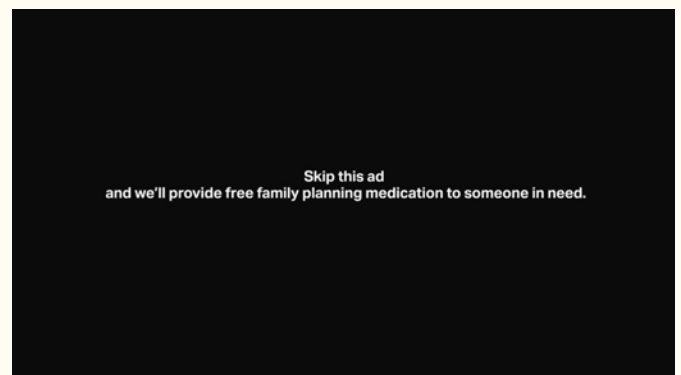 Skip this ad
and we'll provide free family planning medication to someone in need.